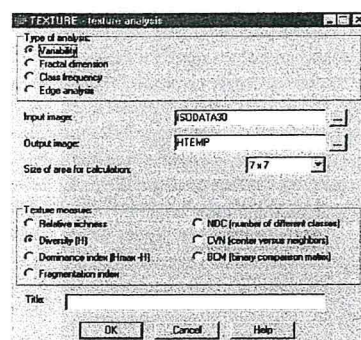 TEXTURE - texture analysis
Type of analysis:
Variability
Fractal dimension
Class frequency
Edge analysis
Input image:
ISODATA30
...
Output image:
HTEMP
...
Size of area for calculation:
7 x 7
Texture measure:
Relative richness
NDC (number of different classes)
Diversity (H)
CVN (center versus neighbors)
Dominance index (Hmax -H)
BCM (binary comparison matrix)
Fragmentation index
Title:
OK
Cancel
Help